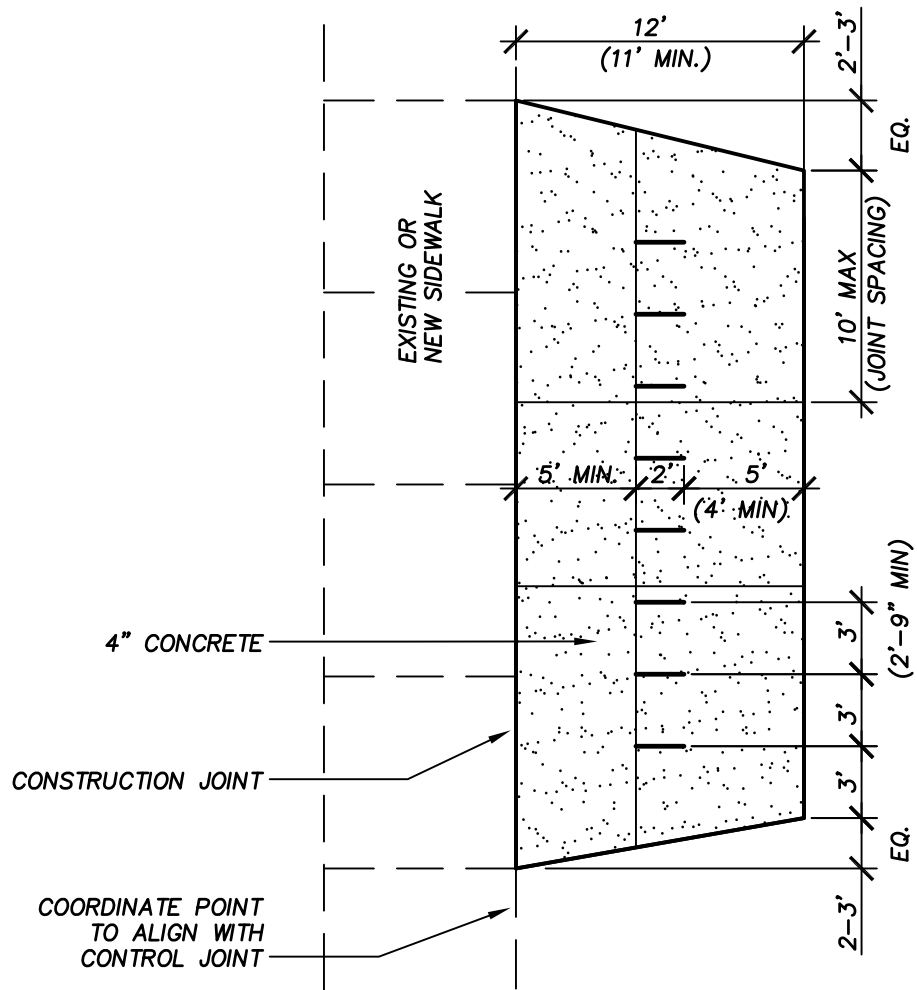 12'
(11' MIN.)
2'-3'
EQ.
EXISTING OR
NEW SIDEWALK
10' MAX
(JOINT SPACING)
5' MIN.
2'
5'
(4' MIN)
4" CONCRETE
3'
(2'-9" MIN)
3'
CONSTRUCTION JOINT
3'
EQ.
COORDINATE POINT
TO ALIGN WITH
CONTROL JOINT
2-3'